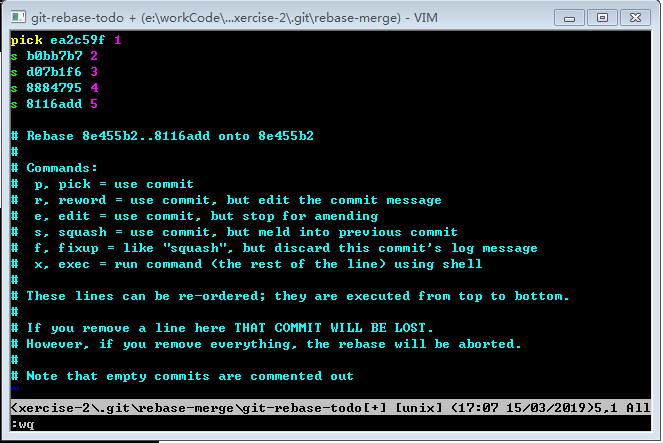 git-rebase-todo + (e:\workCode\...xercise-2\.git\rebase-merge) - VIM
pick ea2c59f 1
s b0bb7b7 2
s d07b1f6 3
s 8884795 4
s 8116add 5
# Rebase 8e455b2..8116add onto 8e455b2
#
# Commands:
#  p, pick = use commit
#  r, reword = use commit, but edit the commit message
#  e, edit = use commit, but stop for amending
#  s, squash = use commit, but meld into previous commit
#  f, fixup = like "squash", but discard this commit's log message
#  x, exec = run command (the rest of the line) using shell
#
# These lines can be re-ordered; they are executed from top to bottom.
#
# If you remove a line here THAT COMMIT WILL BE LOST.
# However, if you remove everything, the rebase will be aborted.
#
# Note that empty commits are commented out
~
<xercise-2\.git\rebase-merge\git-rebase-todo[+] [unix] (17:07 15/03/2019)5,1 All
:wq